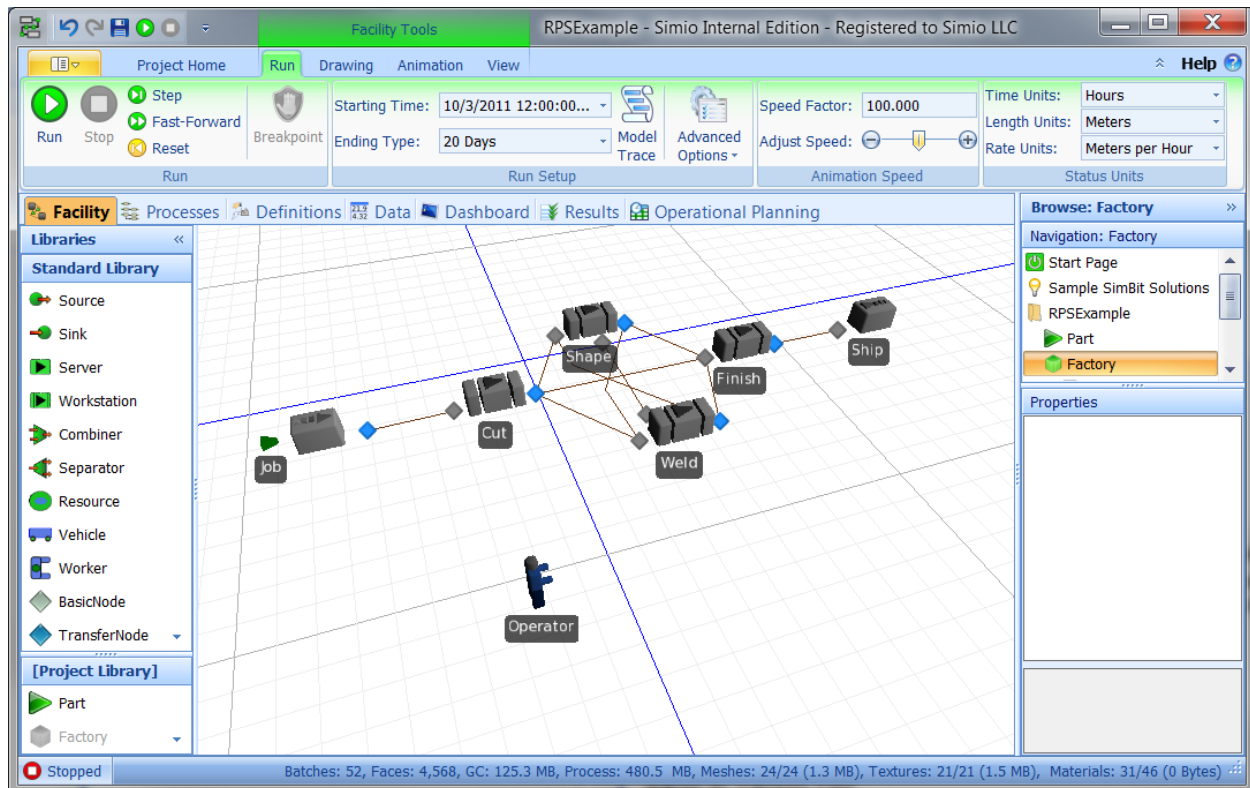 RPSExample - Simio Internal Edition - Registered to Simio LLC
Facility Tools
Project Home
Run
Drawing
Animation
View
Help
Run
Stop
Step
Fast-Forward
Reset
Breakpoint
Starting Time: 10/3/2011 12:00:00...
Ending Type: 20 Days
Model Trace
Advanced Options
Speed Factor: 100.000
Adjust Speed:
Time Units: Hours
Length Units: Meters
Rate Units: Meters per Hour
Run
Run Setup
Animation Speed
Status Units
Facility
Processes
Definitions
Data
Dashboard
Results
Operational Planning
Libraries
Standard Library
Source
Sink
Server
Workstation
Combiner
Separator
Resource
Vehicle
Worker
BasicNode
TransferNode
[Project Library]
Part
Factory
Job
Cut
Shape
Weld
Finish
Ship
Operator
Browse: Factory
Navigation: Factory
Start Page
Sample SimBit Solutions
RPSExample
Part
Factory
Properties
Stopped
Batches: 52, Faces: 4,568, GC: 125.3 MB, Process: 480.5 MB, Meshes: 24/24 (1.3 MB), Textures: 21/21 (1.5 MB), Materials: 31/46 (0 Bytes)